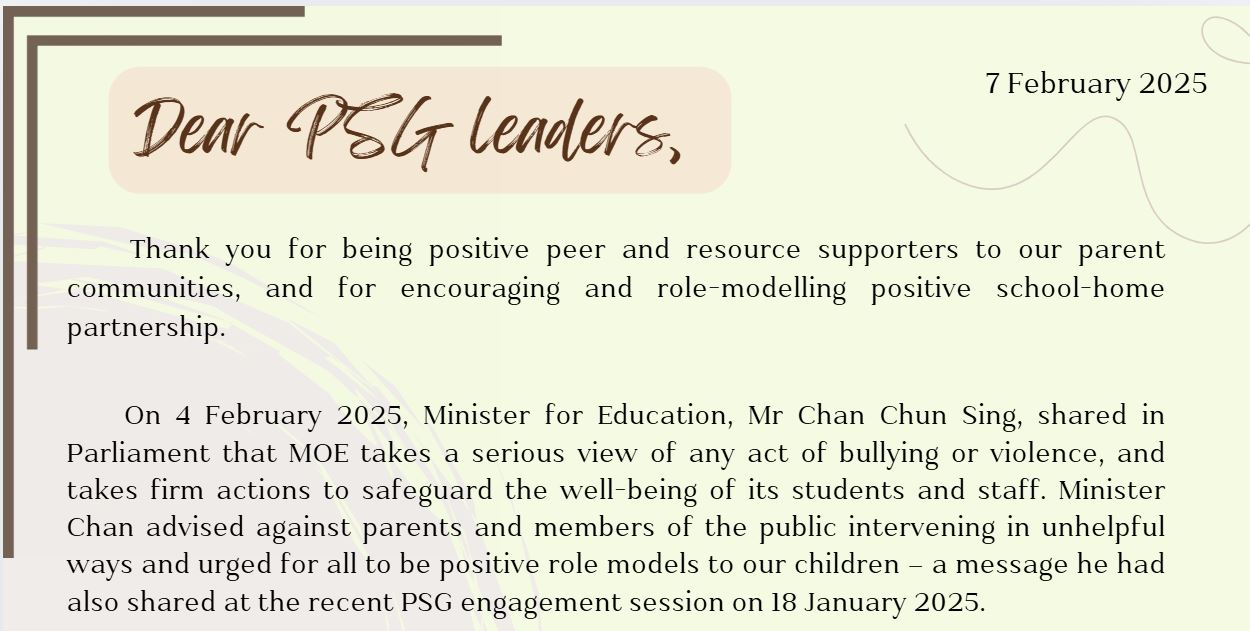 7 February 2025
Dear PSG leaders,
Thank you for being positive peer and resource supporters to our parent
communities, and for encouraging and role-modelling positive school-home
partnership.
On 4 February 2025, Minister for Education, Mr Chan Chun Sing, shared in
Parliament that MOE takes a serious view of any act of bullying or violence, and
takes firm actions to safeguard the well-being of its students and staff. Minister
Chan advised against parents and members of the public intervening in unhelpful
ways and urged for all to be positive role models to our children – a message he had
also shared at the recent PSG engagement session on 18 January 2025.